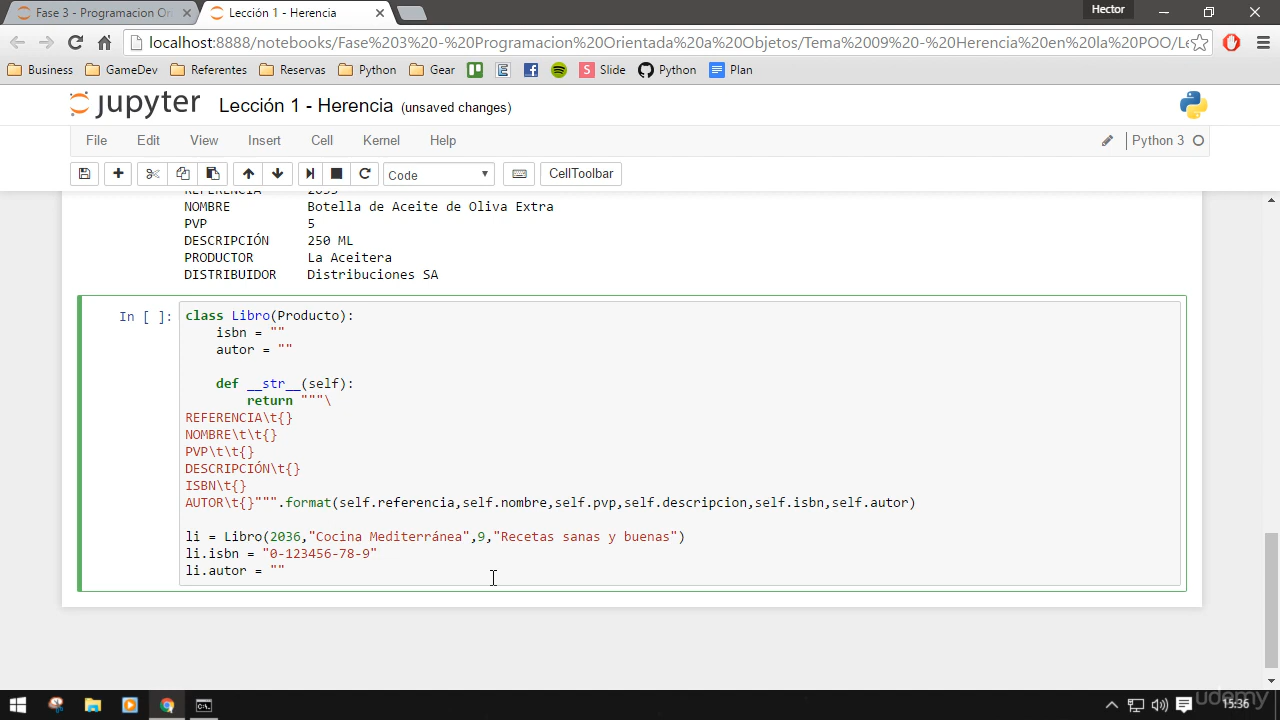 Fase 3 - Programacion Ori
Lección 1 - Herencia
Hector
localhost:8888/notebooks/Fase%203%20-%20Programacion%20Orientada%20a%20Objetos/Tema%2009%20-%20Herencia%20en%20la%20POO/Le
Business GameDev Referentes Reservas Python Gear Slide Python Plan
jupyter Lección 1 - Herencia (unsaved changes)
File Edit View Insert Cell Kernel Help Python 3
Code CellToolbar
NOMBRE Botella de Aceite de Oliva Extra
PVP 5
DESCRIPCIÓN 250 ML
PRODUCTOR La Aceitera
DISTRIBUIDOR Distribuciones SA
In [ ]: class Libro(Producto):
isbn = ""
autor = ""
def __str__(self):
return """\
REFERENCIA\t{}
NOMBRE\t\t{}
PVP\t\t{}
DESCRIPCIÓN\t{}
ISBN\t{}
AUTOR\t{}""".format(self.referencia,self.nombre,self.pvp,self.descripcion,self.isbn,self.autor)
li = Libro(2036,"Cocina Mediterránea",9,"Recetas sanas y buenas")
li.isbn = "0-123456-78-9"
li.autor = ""
udemy
15:36